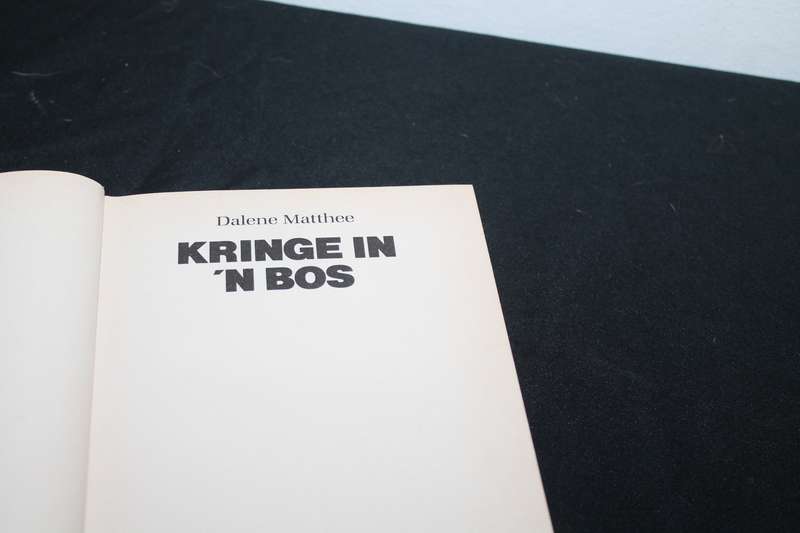 Dalene Matthee
KRINGE IN
´N BOS